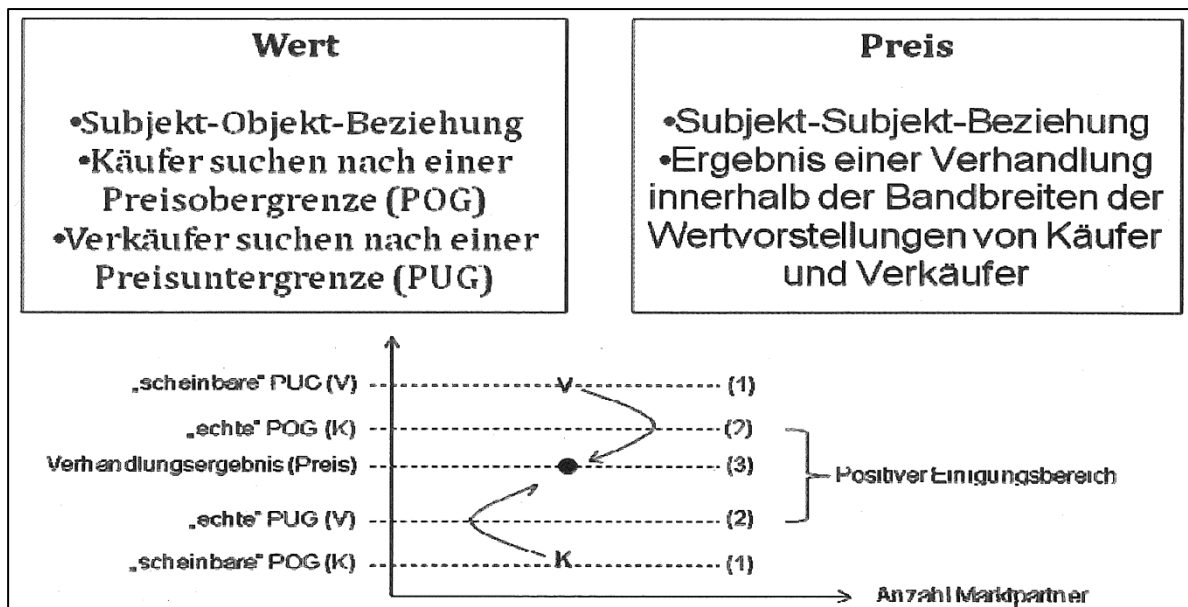 Wert
•Subjekt-Objekt-Beziehung
•Käufer suchen nach einer
Preisobergrenze (POG)
•Verkäufer suchen nach einer
Preisuntergrenze (PUG)
Preis
•Subjekt-Subjekt-Beziehung
•Ergebnis einer Verhandlung
innerhalb der Bandbreiten der
Wertvorstellungen von Käufer
und Verkäufer
„scheinbare" PUG (V)
V
(1)
„echte" POG (K)
(2)
Verhandlungsergebnis (Preis)
(3)
Positiver Einigungsbereich
„echte" PUG (V)
(2)
„scheinbare" POG (K)
K
(1)
Anzahl Marktpartner